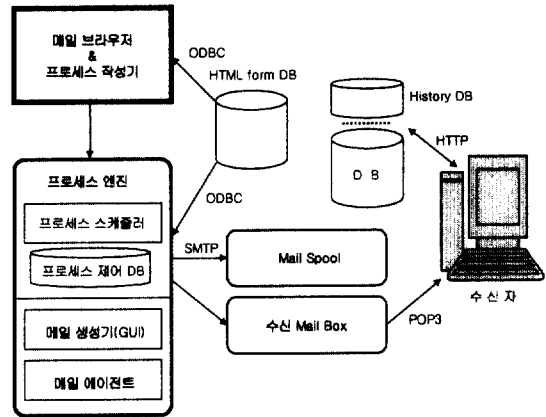 메일 브라우저
&
프로세스 작성기
ODBC
HTML form DB
History DB
HTTP
D B
프로세스 엔진
ODBC
프로세스 스케줄러
프로세스 제어 DB
SMTP
Mail Spool
수신 Mail Box
POP3
수 신 자
메일 생성기(GUI)
메일 에이전트